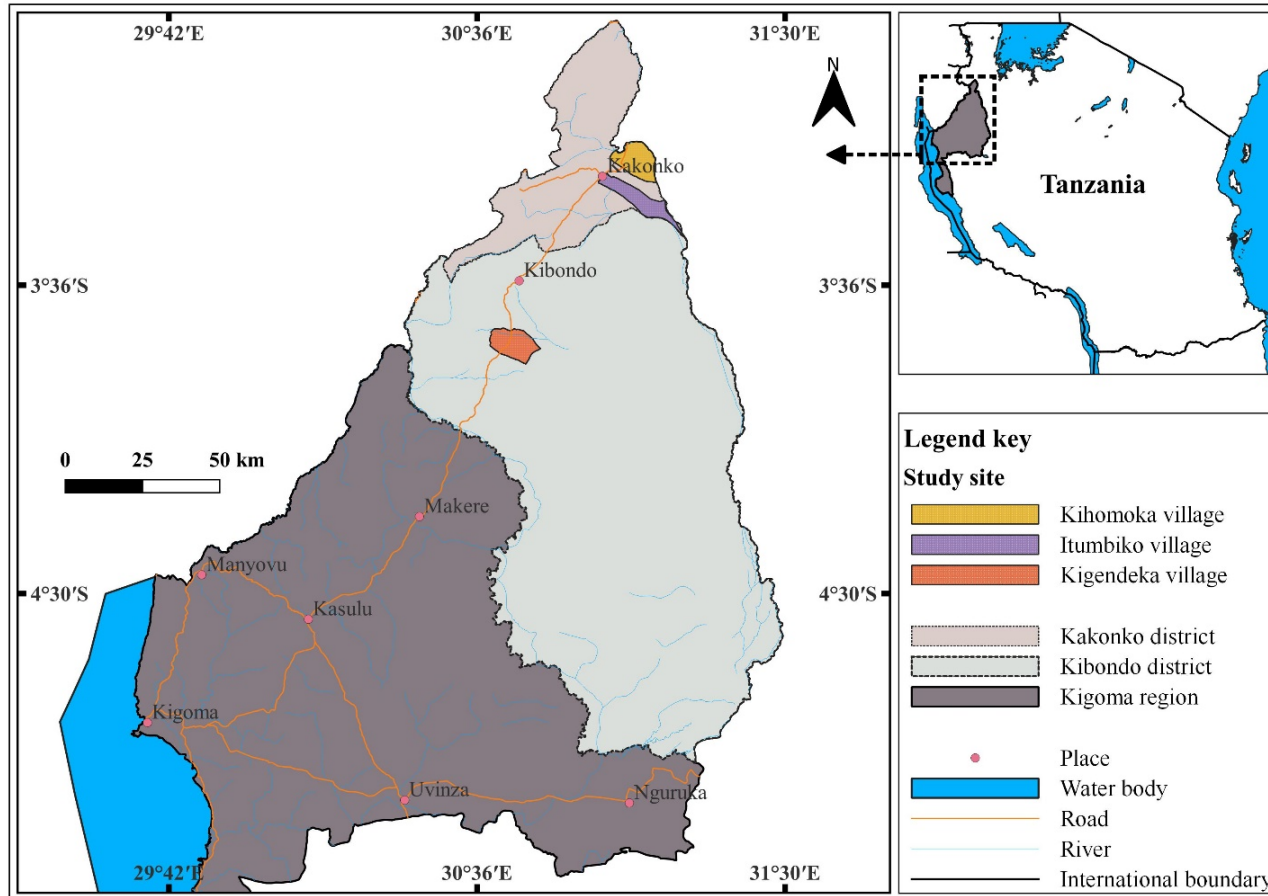 29°42′E 30°36′E 31°30′E
N
Kakonko
Tanzania
Kibondo
3°36′S 3°36′S
0 25 50 km
Makere
Manyovu
Kasulu
4°30′S 4°30′S
Kigoma
Uvinza
Nguruka
29°42′E 30°36′E 31°30′E
Legend key
Study site
Kihomoka village
Itumbiko village
Kigendeka village
Kakonko district
Kibondo district
Kigoma region
Place
Water body
Road
River
International boundary